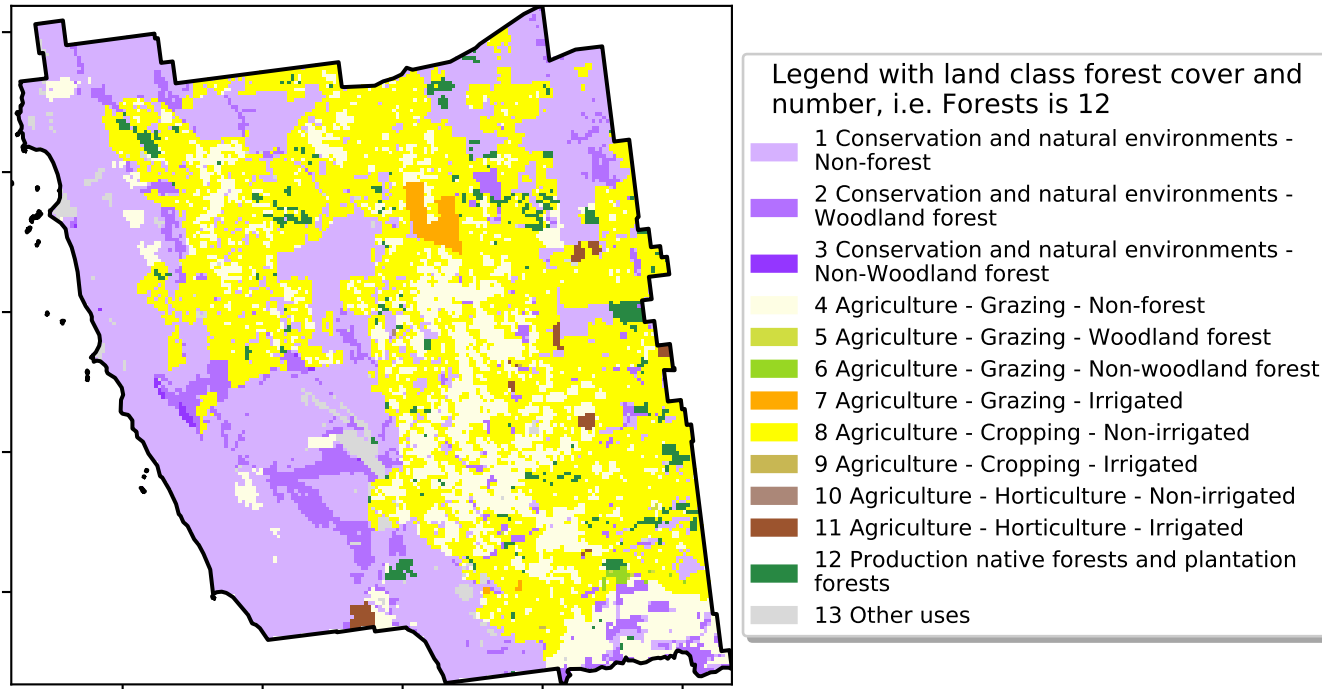 Legend with land class forest cover and
number, i.e. Forests is 12
1 Conservation and natural environments -
Non-forest
2 Conservation and natural environments -
Woodland forest
3 Conservation and natural environments -
Non-Woodland forest
4 Agriculture - Grazing - Non-forest
5 Agriculture - Grazing - Woodland forest
6 Agriculture - Grazing - Non-woodland forest
7 Agriculture - Grazing - Irrigated
8 Agriculture - Cropping - Non-irrigated
9 Agriculture - Cropping - Irrigated
10 Agriculture - Horticulture - Non-irrigated
11 Agriculture - Horticulture - Irrigated
12 Production native forests and plantation
forests
13 Other uses